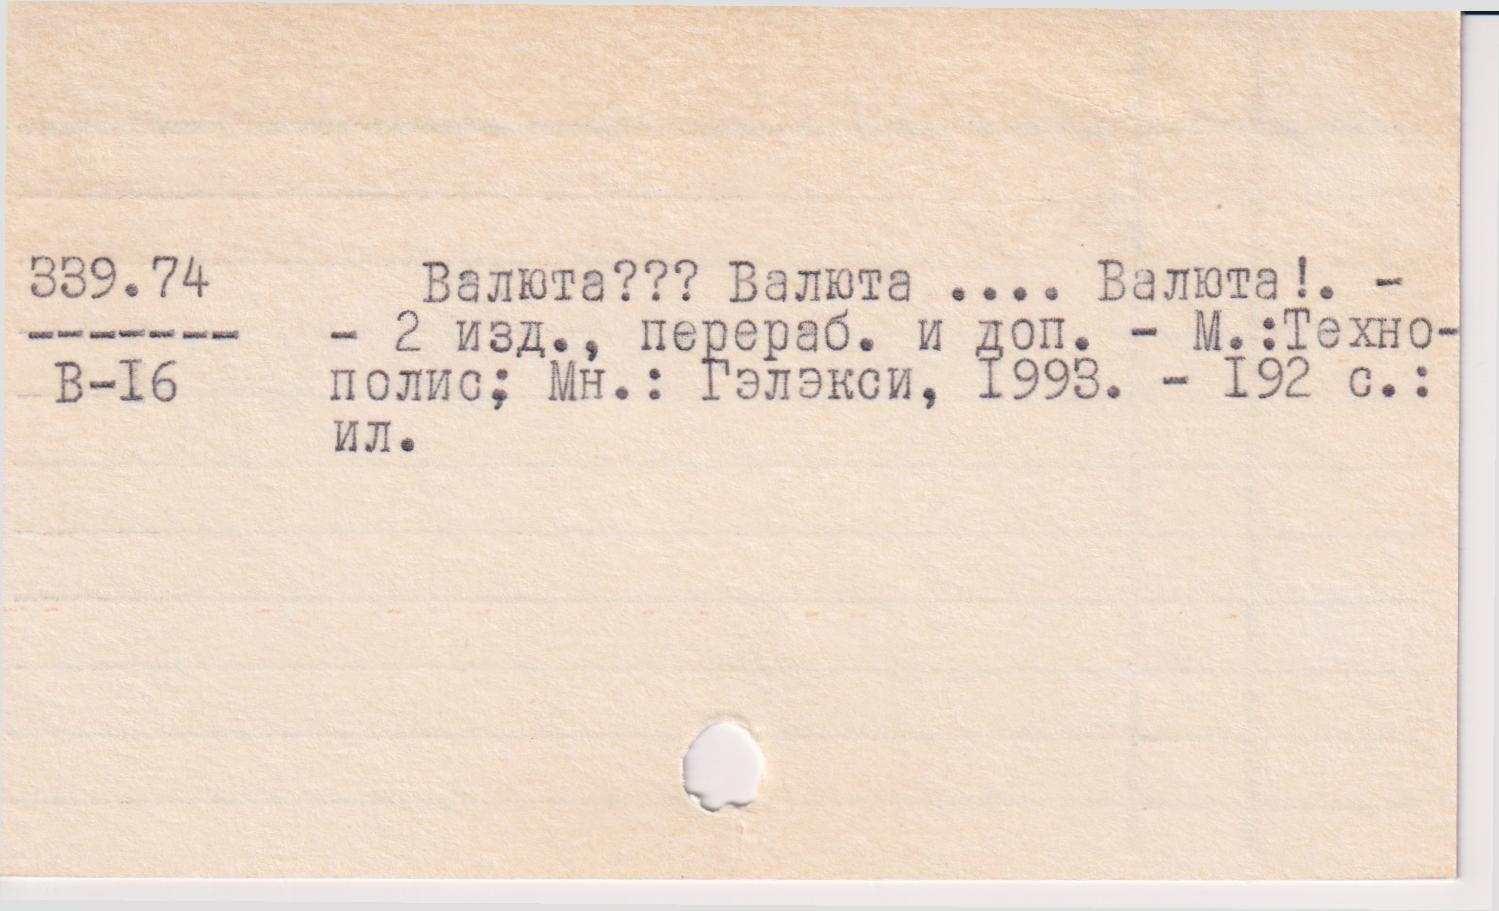 339.74 Валюта??? Валюта .... Валюта!. -
------- - 2 изд., перераб. и доп. - М.:Техно-
В-I6 полис; Мн.: Гэлэкси, I993. - I92 с.:
ил.